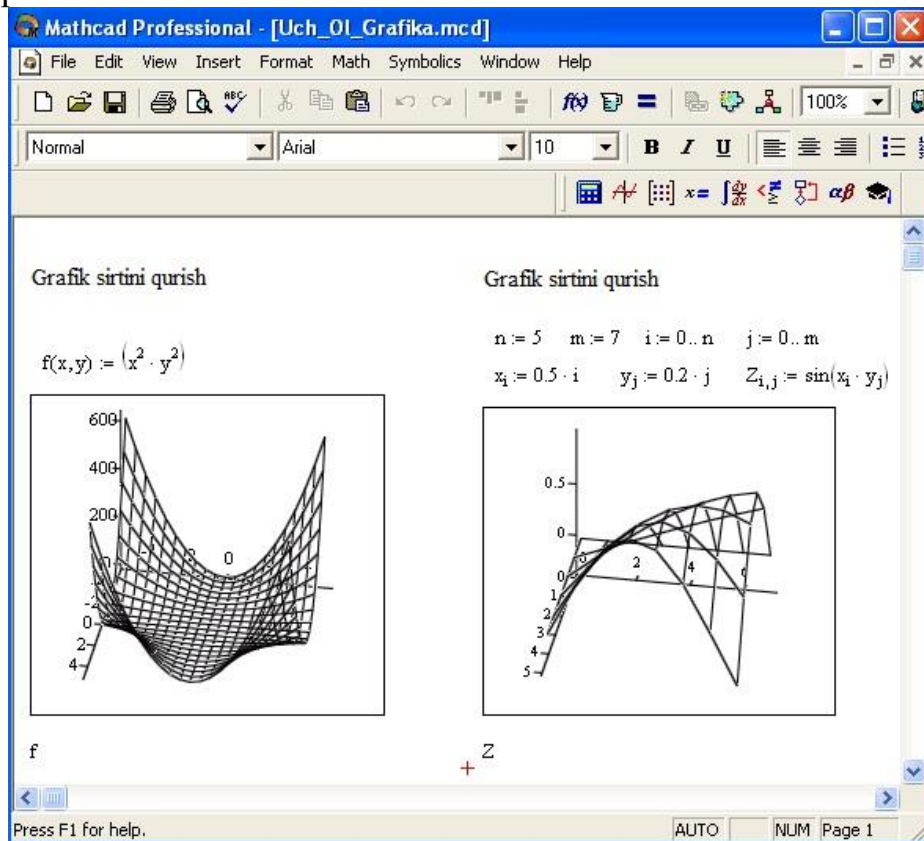 Mathcad Professional - [Uch_Ol_Grafika.mcd]
File Edit View Insert Format Math Symbolics Window Help
100%
Normal Arial 10 B I U
Grafik sirtini qurish
f(x,y) := (x² · y²)
600
400
200
0
0
2
4
f
Grafik sirtini qurish
n := 5 m := 7 i := 0.. n j := 0.. m
xᵢ := 0.5 · i yⱼ := 0.2 · j Zᵢ,ⱼ := sin(xᵢ · yⱼ)
0.5
0
2
4
0
1
2
3
4
5
Z
Press F1 for help. AUTO NUM Page 1